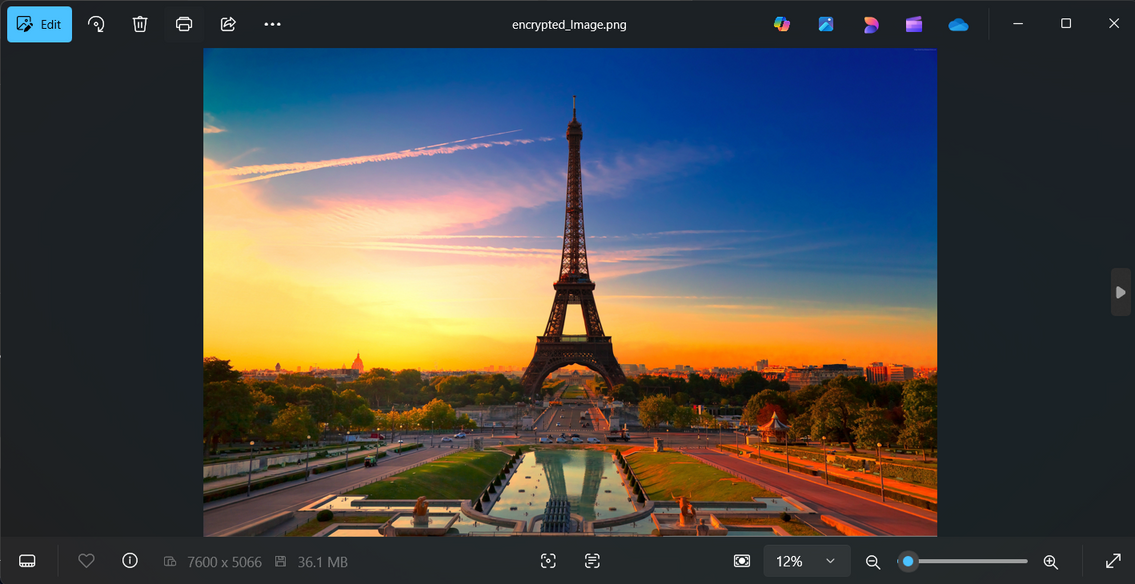 Edit
encrypted_Image.png
7600 x 5066
36.1 MB
12%